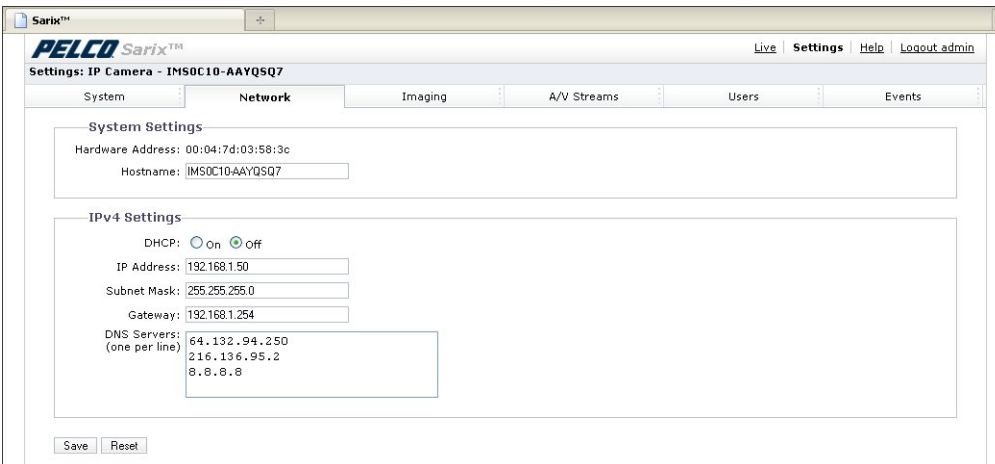 Sarix™
PELCO Sarix™
Live Settings Help Logout admin
Settings: IP Camera - IMS0C10-AAYQSQ7
System Network Imaging A/V Streams Users Events
System Settings
Hardware Address: 00:04:7d:03:58:3c
Hostname: IMS0C10-AAYQSQ7
IPv4 Settings
DHCP: On Off
IP Address: 192.168.1.50
Subnet Mask: 255.255.255.0
Gateway: 192.168.1.254
DNS Servers:
(one per line)
64.132.94.250
216.136.95.2
8.8.8.8
Save Reset